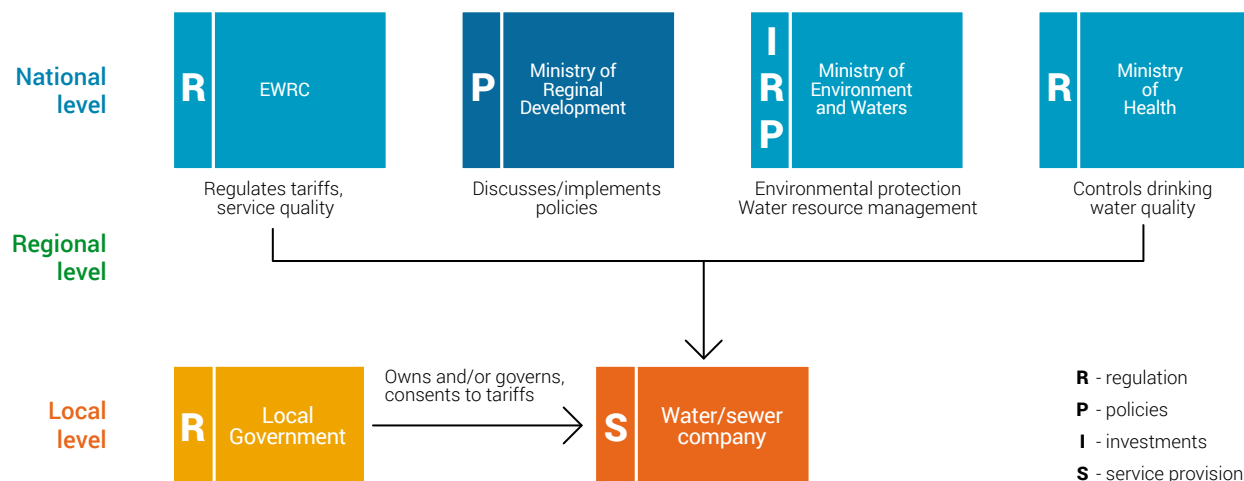 National
level
R
EWRC
P
Ministry of
Reginal
Development
I
R
P
Ministry of
Environment
and Waters
R
Ministry
of
Health
Regulates tariffs,
service quality
Discusses/implements
policies
Environmental protection
Water resource management
Controls drinking
water quality
Regional
level
Local
level
R
Local
Government
Owns and/or governs,
consents to tariffs
S
Water/sewer
company
R - regulation
P - policies
I - investments
S - service provision